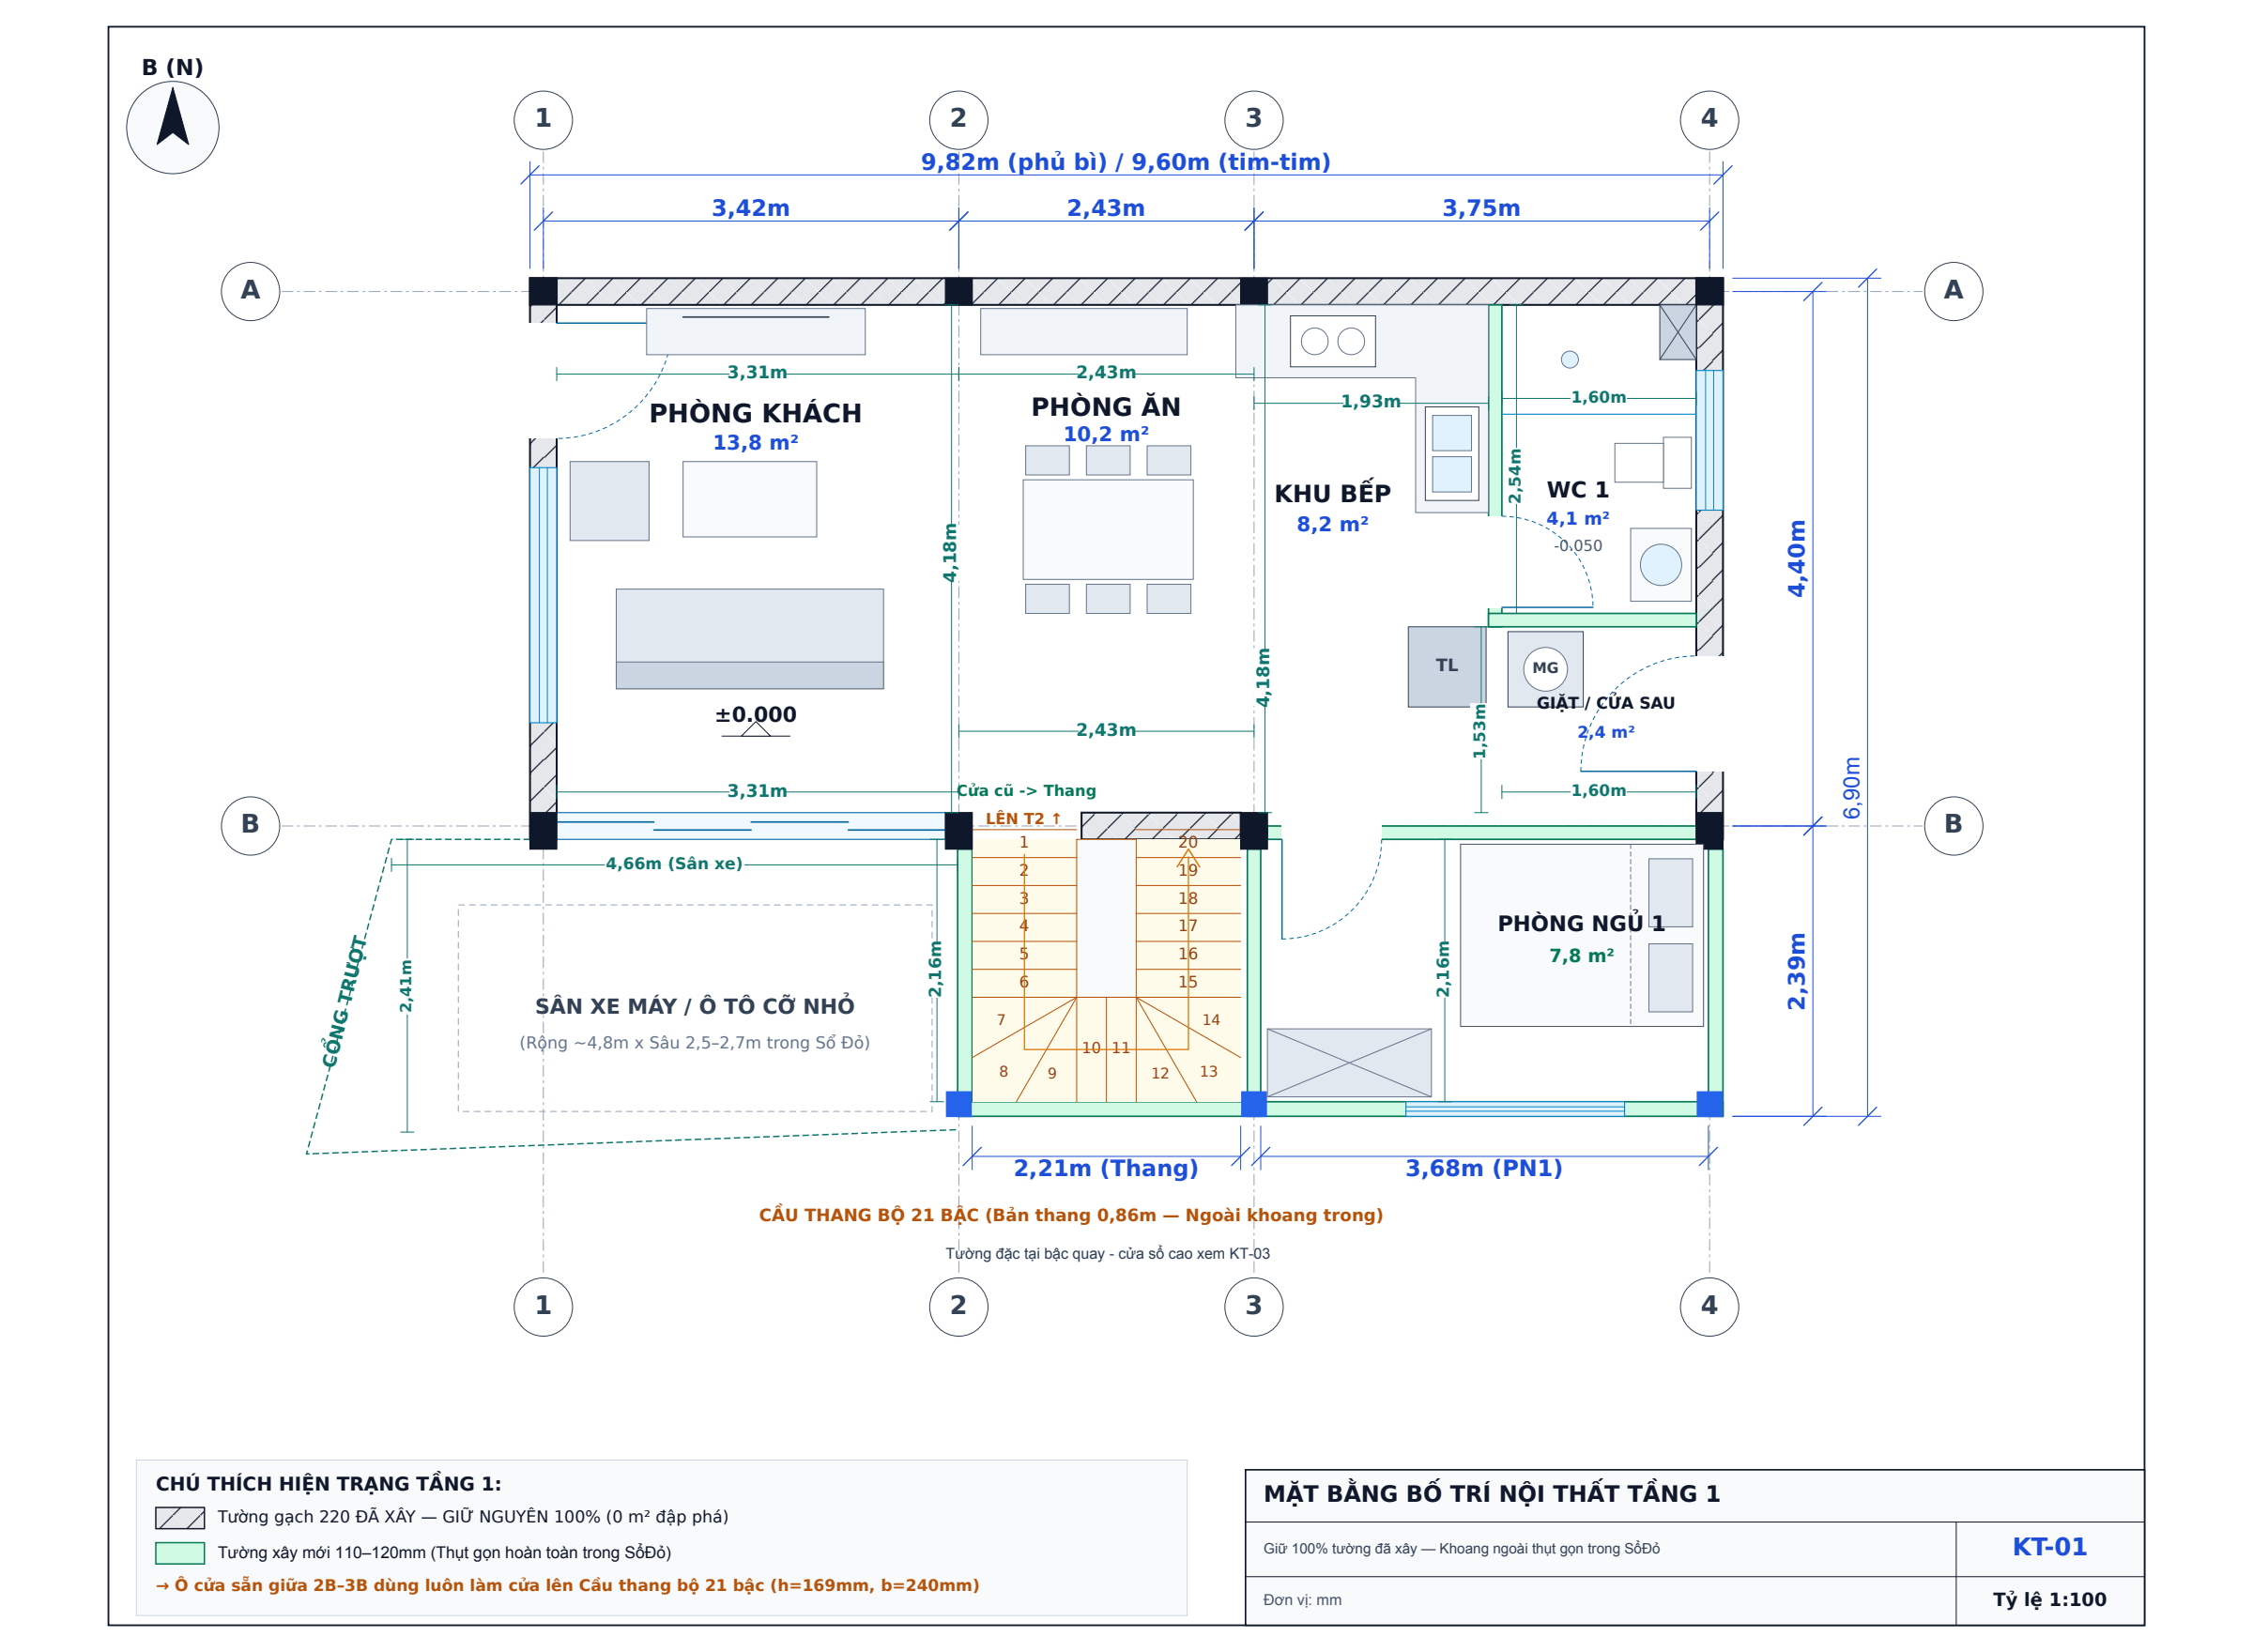 B (N)
1
2
3
4
9,82m (phủ bì) / 9,60m (tim-tim)
3,42m
2,43m
3,75m
A
A
3,31m
2,43m
1,93m
1,60m
PHÒNG KHÁCH
13,8 m²
PHÒNG ĂN
10,2 m²
KHU BẾP
8,2 m²
2,54m
WC 1
4,1 m²
-0.050
4,18m
4,18m
4,40m
TL
MG
GIẶT / CỬA SAU
2,4 m²
±0.000
2,43m
1,53m
6,90m
3,31m
Cửa cũ -> Thang
1,60m
B
LÊN T2 ↑
B
4,66m (Sân xe)
1
2
3
4
5
6
7
8
9
10
11
12
13
14
15
16
17
18
19
20
CỔNG TRƯỢT
2,41m
2,16m
2,16m
2,39m
SÂN XE MÁY / Ô TÔ CỠ NHỎ
(Rộng ~4,8m x Sâu 2,5–2,7m trong Sổ Đỏ)
PHÒNG NGỦ 1
7,8 m²
2,21m (Thang)
3,68m (PN1)
CẦU THANG BỘ 21 BẬC (Bản thang 0,86m — Ngoài khoang trong)
Tường đặc tại bậc quay - cửa sổ cao xem KT-03
1
2
3
4
CHÚ THÍCH HIỆN TRẠNG TẦNG 1:
Tường gạch 220 ĐÃ XÂY — GIỮ NGUYÊN 100% (0 m² đập phá)
Tường xây mới 110–120mm (Thụt gọn hoàn toàn trong SổĐỏ)
→ Ô cửa sẵn giữa 2B–3B dùng luôn làm cửa lên Cầu thang bộ 21 bậc (h=169mm, b=240mm)
MẶT BẰNG BỐ TRÍ NỘI THẤT TẦNG 1
Giữ 100% tường đã xây — Khoang ngoài thụt gọn trong SổĐỏ
KT-01
Đơn vị: mm
Tỷ lệ 1:100